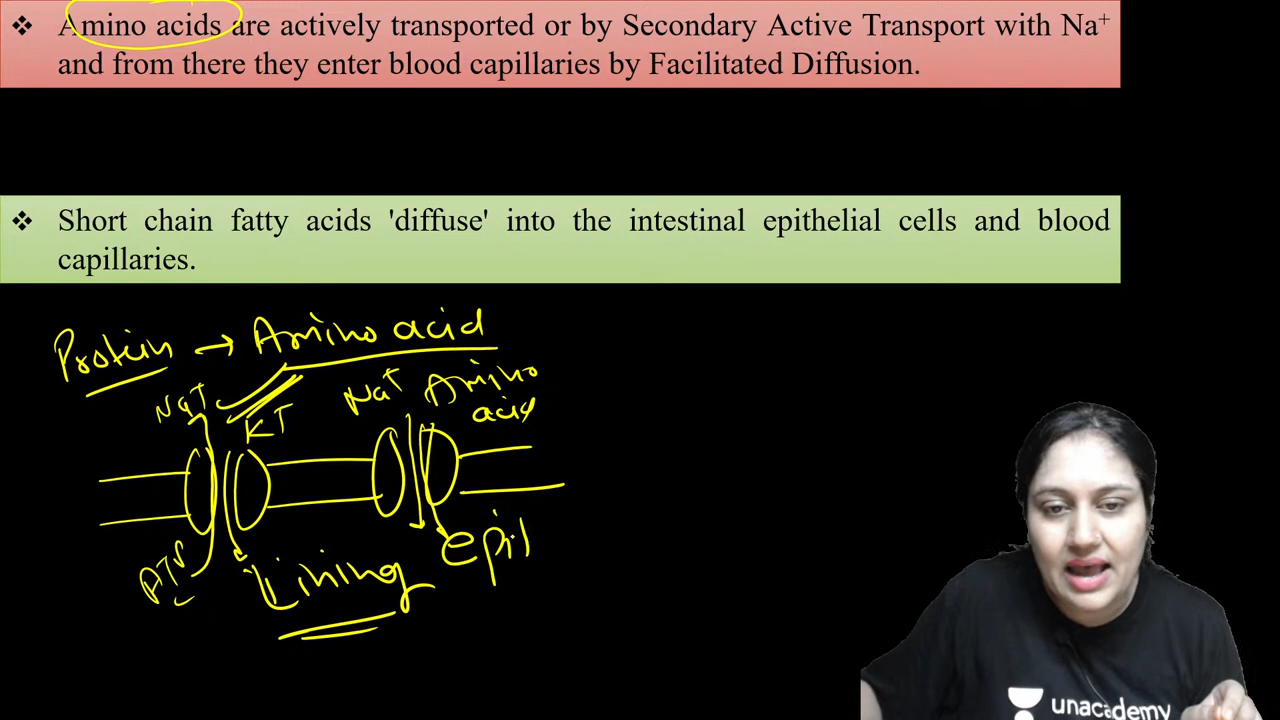 ❖ Amino acids are actively transported or by Secondary Active Transport with Na⁺
and from there they enter blood capillaries by Facilitated Diffusion.
❖ Short chain fatty acids 'diffuse' into the intestinal epithelial cells and blood
capillaries.
Protein → Amino acid
Na⁺ K⁺ Na⁺ Amino
acid
ATP Lining epil
unacademy